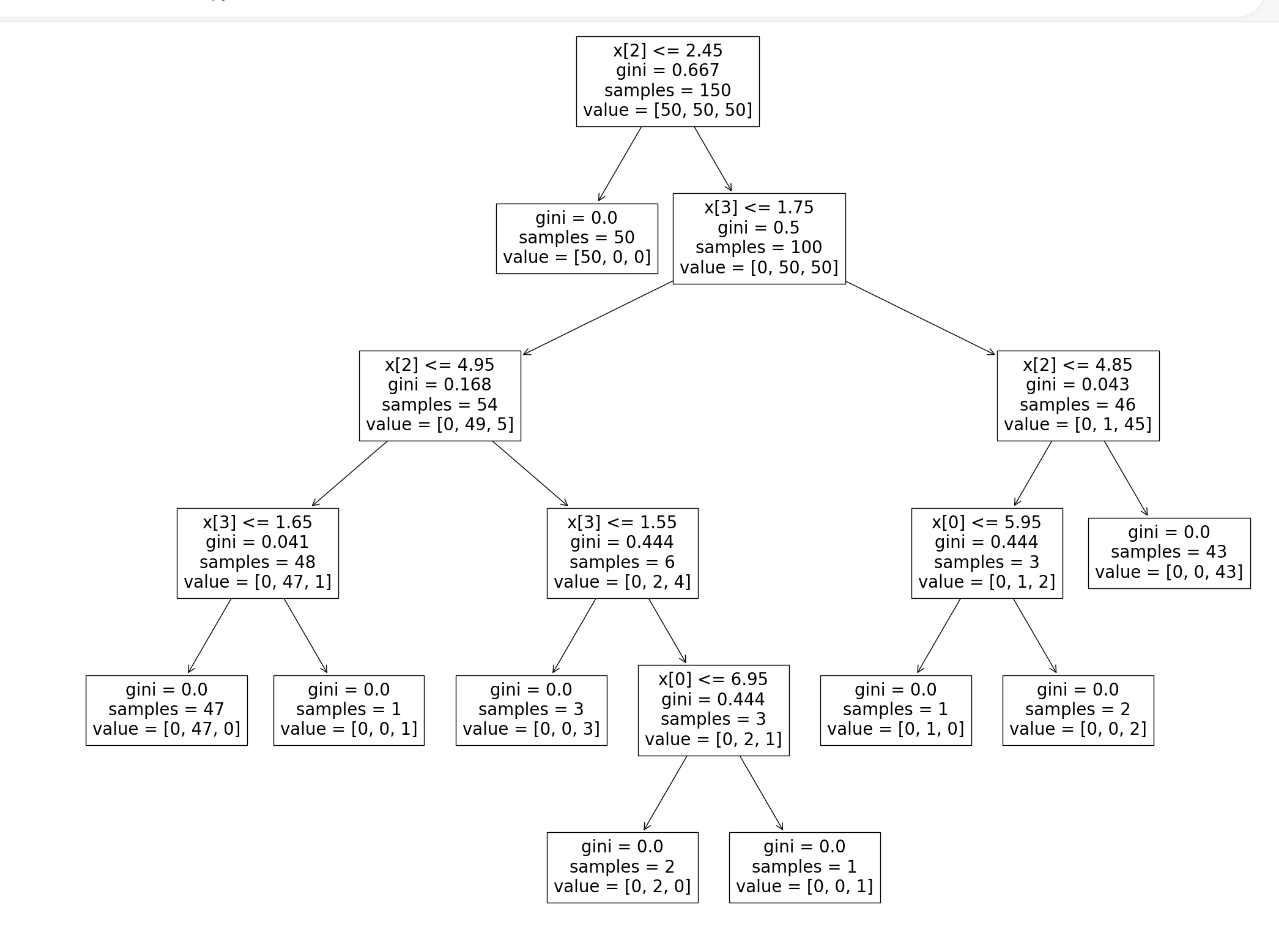 x[2] <= 2.45
gini = 0.667
samples = 150
value = [50, 50, 50]
gini = 0.0
samples = 50
value = [50, 0, 0]
x[3] <= 1.75
gini = 0.5
samples = 100
value = [0, 50, 50]
x[2] <= 4.95
gini = 0.168
samples = 54
value = [0, 49, 5]
x[2] <= 4.85
gini = 0.043
samples = 46
value = [0, 1, 45]
x[3] <= 1.65
gini = 0.041
samples = 48
value = [0, 47, 1]
x[3] <= 1.55
gini = 0.444
samples = 6
value = [0, 2, 4]
x[0] <= 5.95
gini = 0.444
samples = 3
value = [0, 1, 2]
gini = 0.0
samples = 43
value = [0, 0, 43]
gini = 0.0
samples = 47
value = [0, 47, 0]
gini = 0.0
samples = 1
value = [0, 0, 1]
gini = 0.0
samples = 3
value = [0, 0, 3]
x[0] <= 6.95
gini = 0.444
samples = 3
value = [0, 2, 1]
gini = 0.0
samples = 1
value = [0, 1, 0]
gini = 0.0
samples = 2
value = [0, 0, 2]
gini = 0.0
samples = 2
value = [0, 2, 0]
gini = 0.0
samples = 1
value = [0, 0, 1]